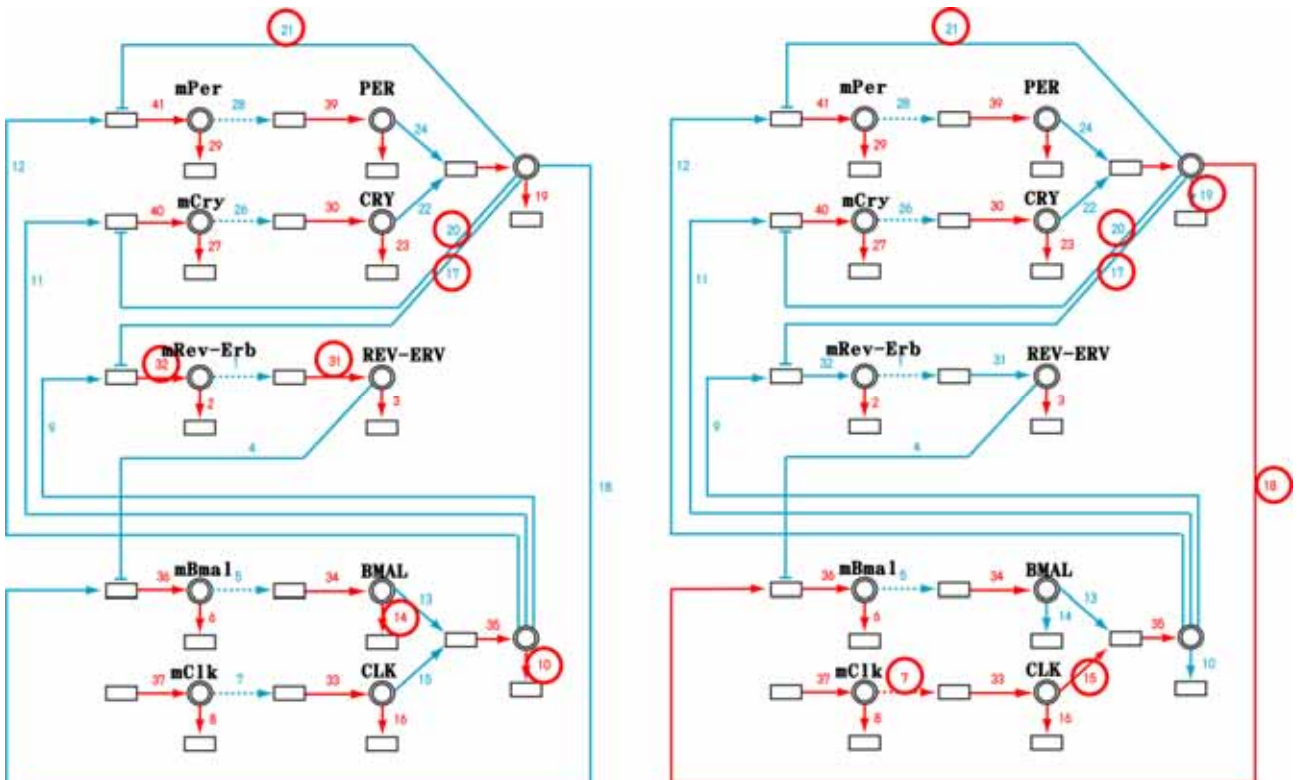 21 21
mPer PER mPer PER
41 28 39 41 28 39
24 24
12 29 12 29
mCry CRY mCry CRY
40 26 30 22 19 40 26 30 22 19
20 20
27 23 27 23
17 17
11 11
mRev-Erb REV-ERV mRev-Erb REV-ERV
32 1 31 32 1 31
2 3 2 3
9 4 9 4
18 18
mBmal BMAL mBmal BMAL
36 5 34 13 36 5 34 13
6 14 35 6 14 35
mClk CLK 10 mClk CLK 10
37 7 33 15 37 7 33 15
8 16 8 16